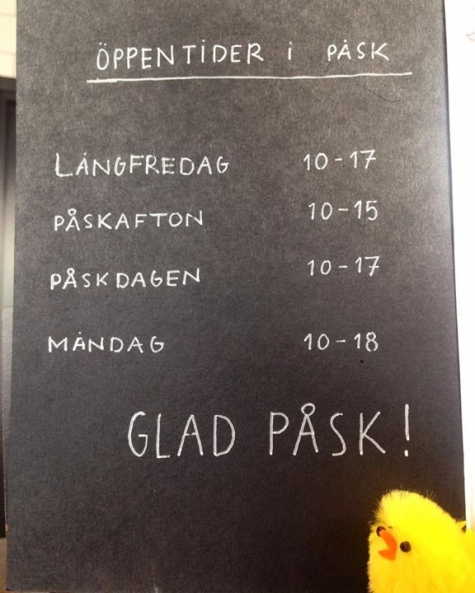 ÖPPENTIDER i PÅSK
LÅNGFREDAG 10-17
PÅSKAFTON 10-15
PÅSKDAGEN 10-17
MÅNDAG 10-18
GLAD PÅSK!